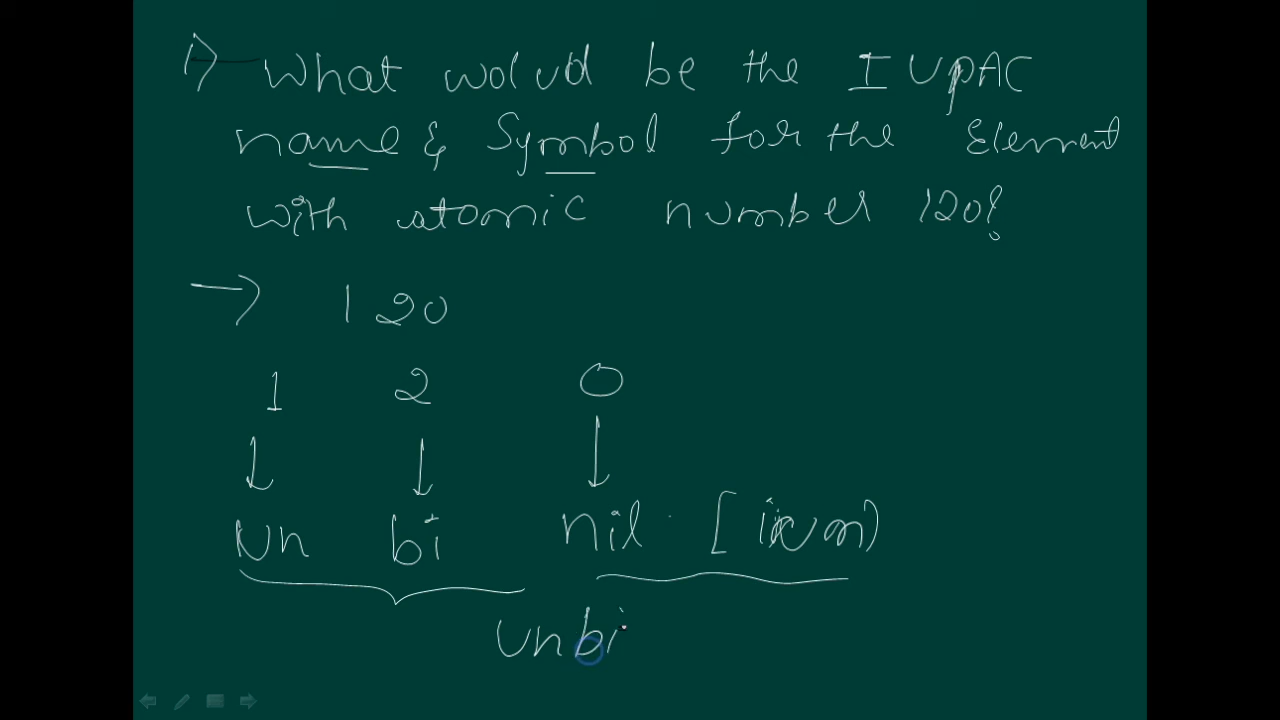 1) What wolud be the IUPAC
name & Symbol for the Element
with atomic number 120?
→ 120
1 2 0
↓ ↓ ↓
un bi nil [ium)
unbi